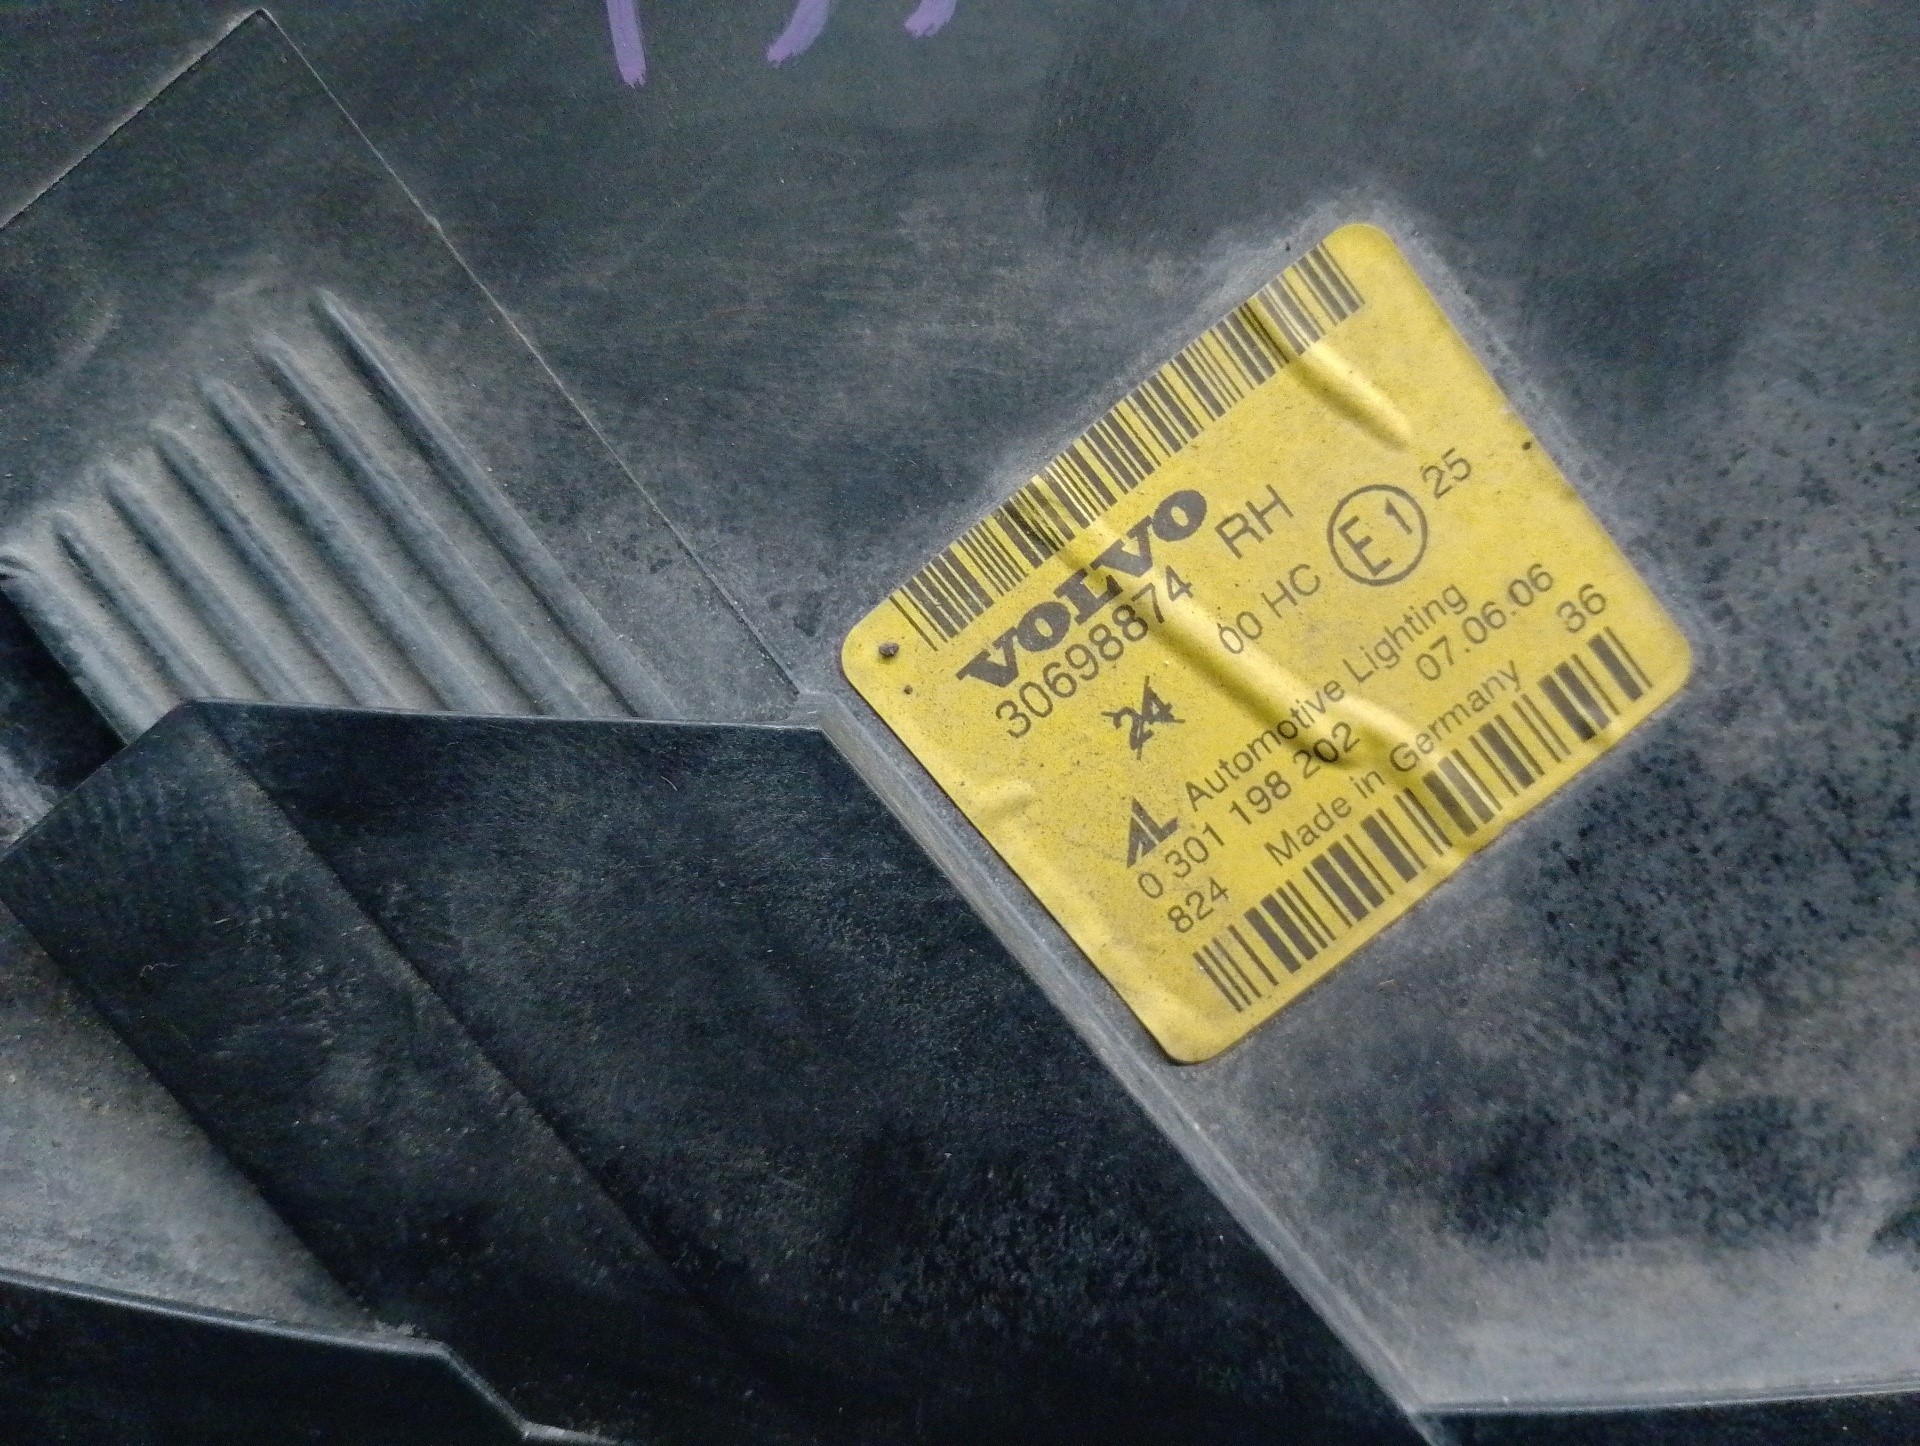 VOLVO
30698874 RH
24 00 HC E1 25
AL Automotive Lighting
0 301 198 202 07.06.06
824 Made in Germany 36